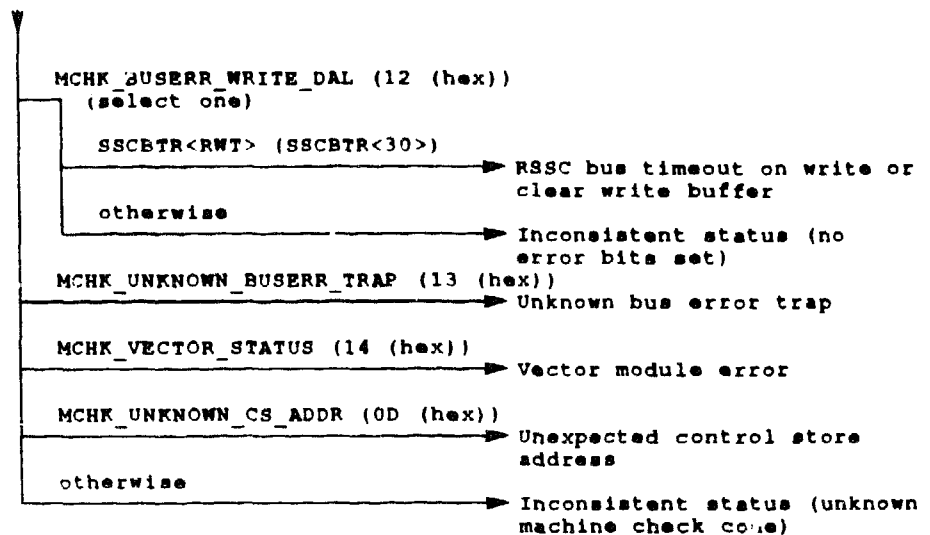 MCHK_BUSERR_WRITE_DAL (12 (hex))
(select one)
SSCBTR<RWT> (SSCBTR<30>)
RSSC bus timeout on write or
clear write buffer
otherwise
Inconsistent status (no
error bits set)
MCHK_UNKNOWN_BUSERR_TRAP (13 (hex))
Unknown bus error trap
MCHK_VECTOR_STATUS (14 (hex))
Vector module error
MCHK_UNKNOWN_CS_ADDR (0D (hex))
Unexpected control store
address
otherwise
Inconsistent status (unknown
machine check code)